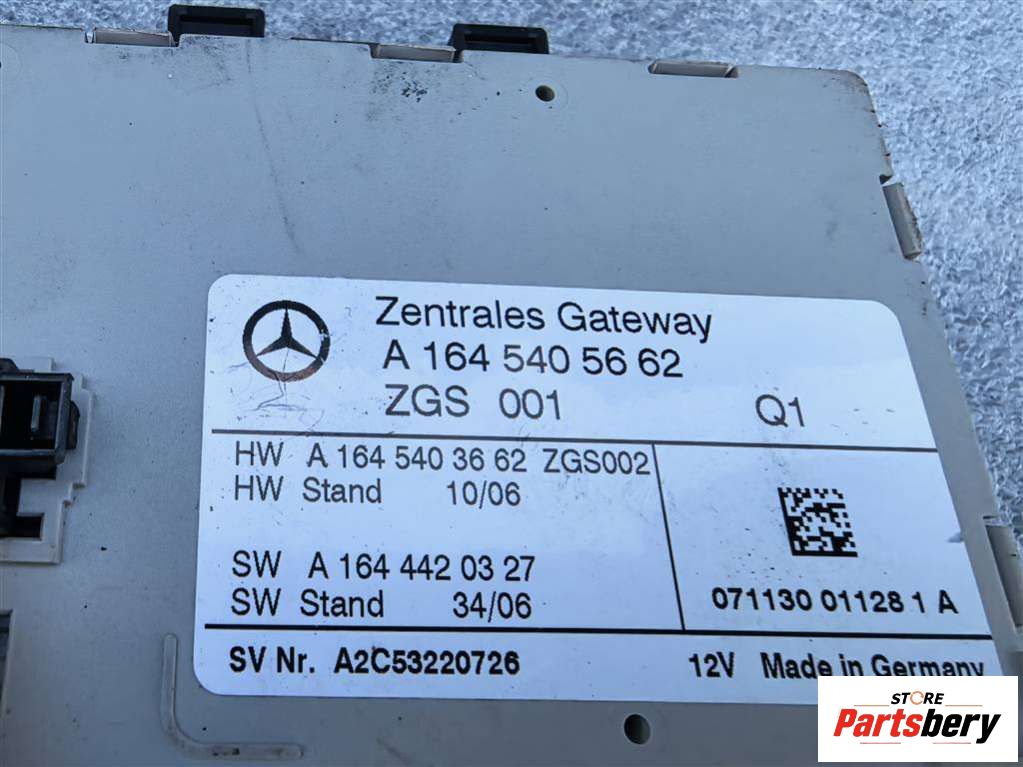 Zentrales Gateway
A 164 540 56 62
ZGS 001 Q1
HW A 164 540 36 62 ZGS002
HW Stand 10/06
SW A 164 442 03 27
SW Stand 34/06
071130 01128 1 A
SV Nr. A2C53220726 12V Made in Germany
STORE
Partsbery